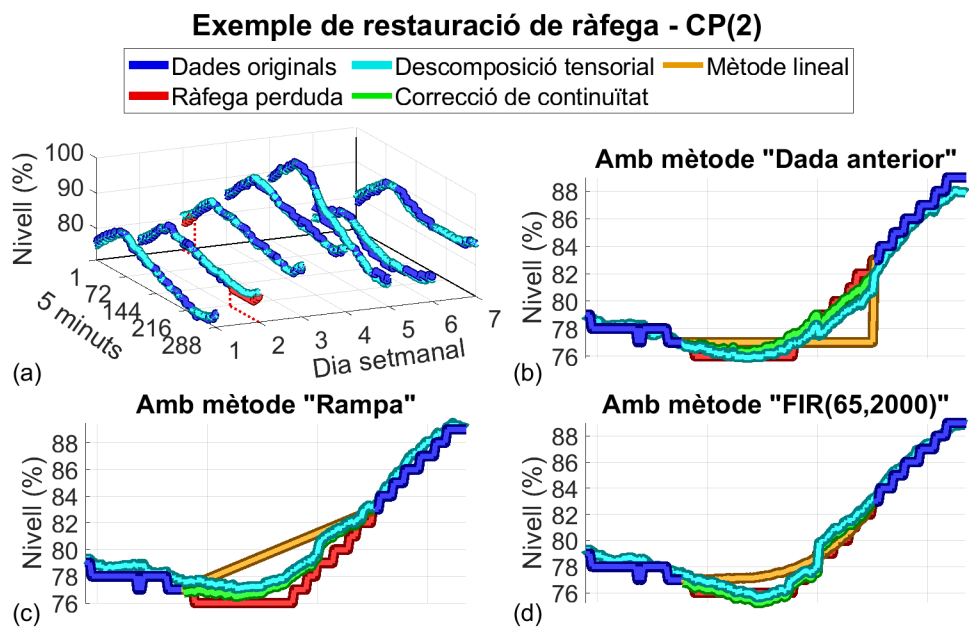 Exemple de restauració de ràfega - CP(2)
Dades originals
Descomposició tensorial
Mètode lineal
Ràfega perduda
Correcció de continuïtat
100
90
80
Nivell (%)
1
72
144
216
288
5 minuts
1
2
3
4
5
6
7
Dia setmanal
(a)
Amb mètode "Dada anterior"
88
86
84
82
80
78
76
Nivell (%)
(b)
Amb mètode "Rampa"
88
86
84
82
80
78
76
Nivell (%)
(c)
Amb mètode "FIR(65,2000)"
88
86
84
82
80
78
76
Nivell (%)
(d)